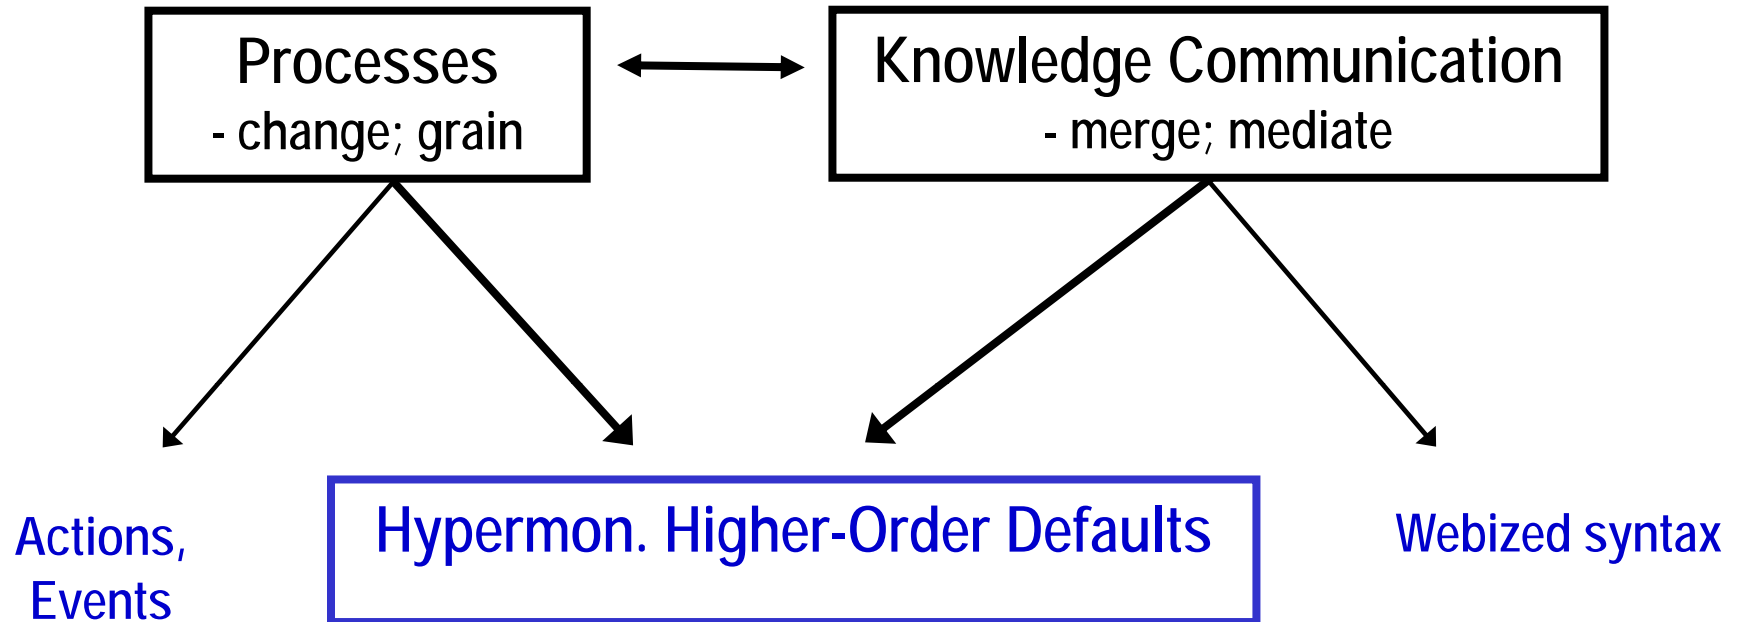 Processes
- change; grain
Knowledge Communication
- merge; mediate
Actions,
Events
Hypermon. Higher-Order Defaults
Webized syntax